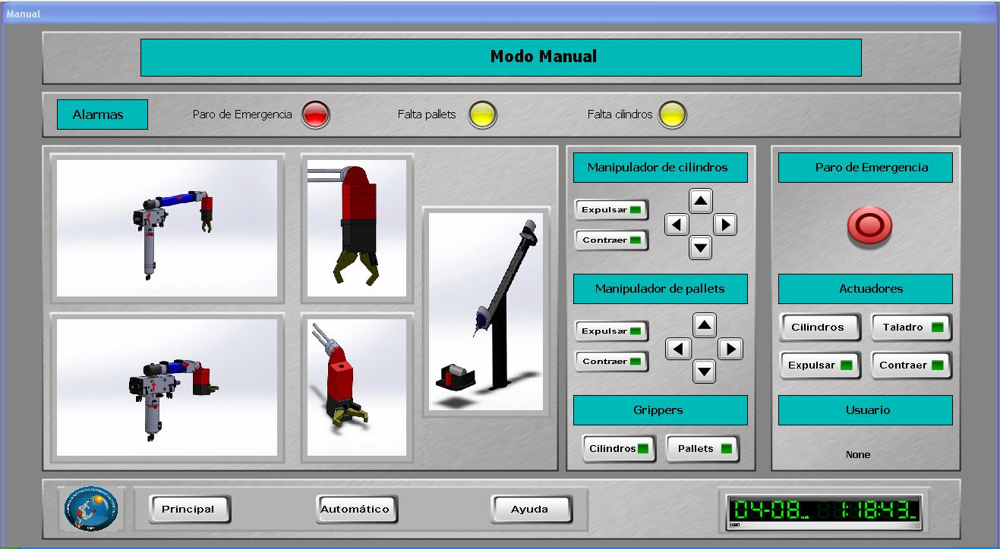 Manual
Modo Manual
Alarmas
Paro de Emergencia
Falta pallets
Falta cilindros
Manipulador de cilindros
Expulsar
Contraer
Manipulador de pallets
Expulsar
Contraer
Grippers
Cilindros
Pallets
Paro de Emergencia
Actuadores
Cilindros
Taladro
Expulsar
Contraer
Usuario
None
Principal
Automático
Ayuda
04-08 1:18:43